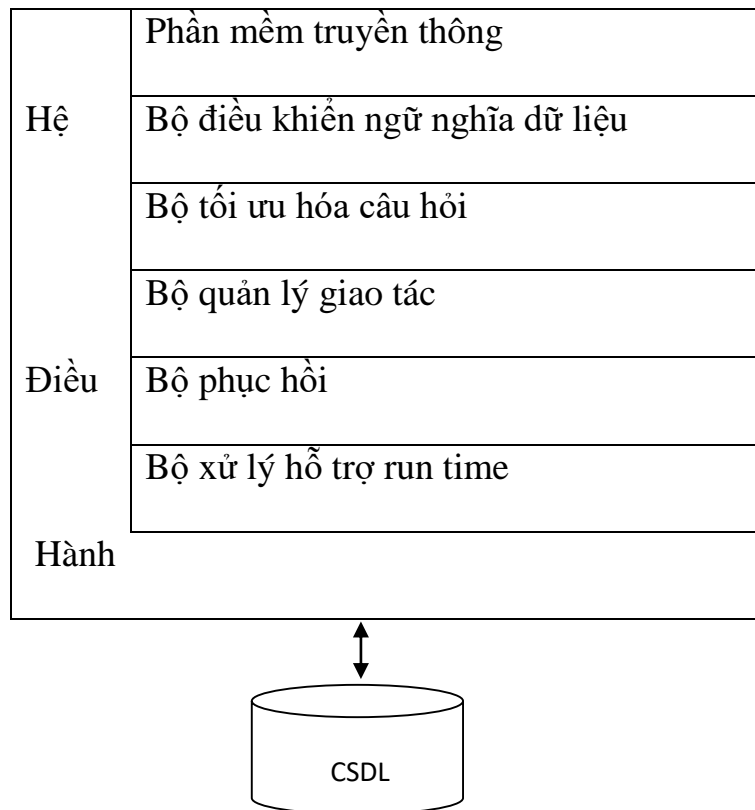 Phần mềm truyền thông
Hệ
Bộ điều khiển ngữ nghĩa dữ liệu
Bộ tối ưu hóa câu hỏi
Bộ quản lý giao tác
Điều
Bộ phục hồi
Bộ xử lý hỗ trợ run time
Hành
CSDL